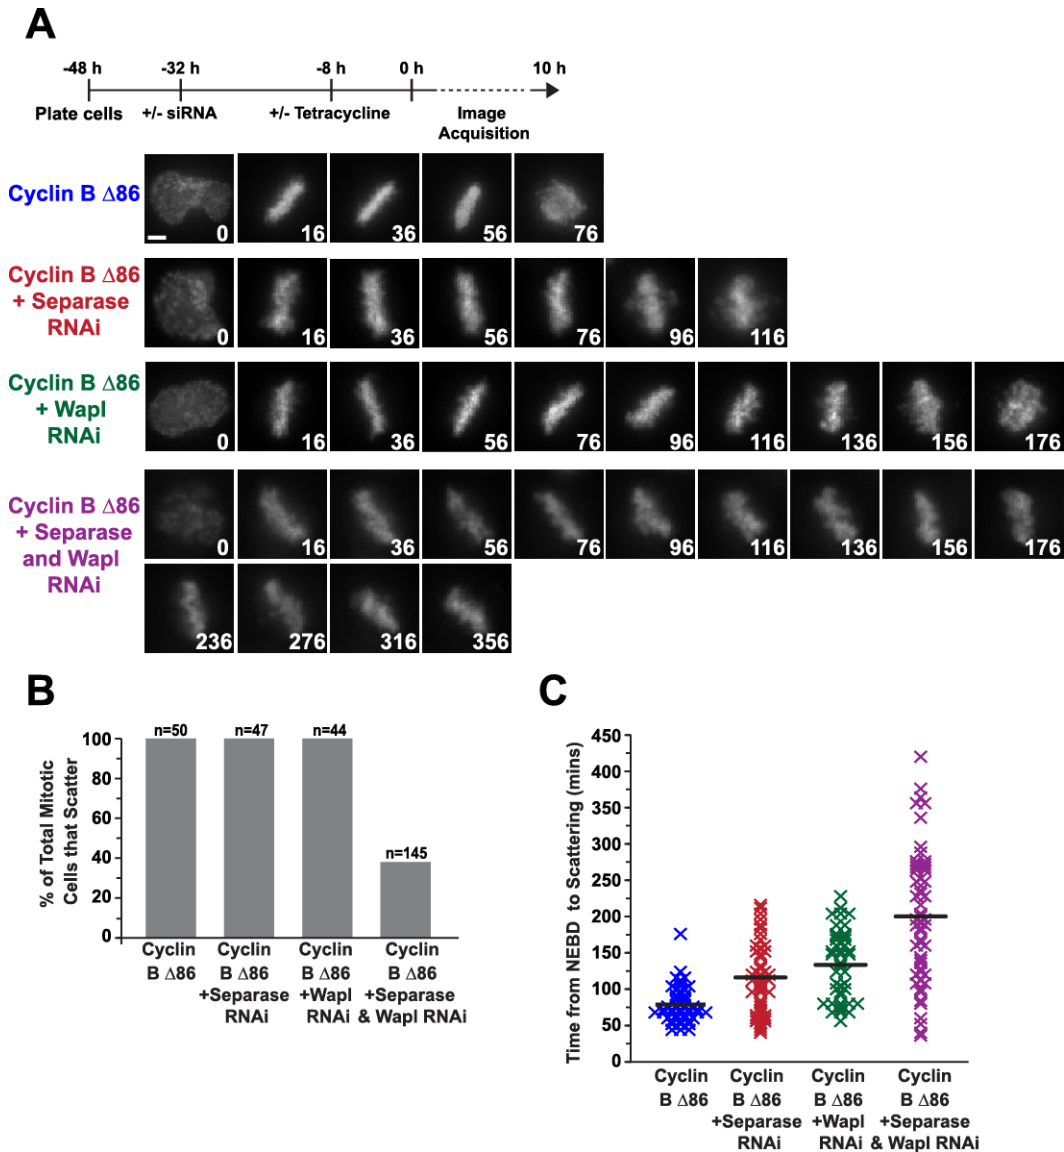 A
-48 h -32 h -8 h 0 h 10 h
Plate cells +/- siRNA +/- Tetracycline Image
Acquisition
Cyclin B Δ86
0 16 36 56 76
Cyclin B Δ86
+ Separase
RNAi
0 16 36 56 76 96 116
Cyclin B Δ86
+ Wapl
RNAi
0 16 36 56 76 96 116 136 156 176
Cyclin B Δ86
+ Separase
and Wapl
RNAi
0 16 36 56 76 96 116 136 156 176
236 276 316 356
B
% of Total Mitotic
Cells that Scatter
100
80
60
40
20
0
n=50 n=47 n=44 n=145
Cyclin Cyclin Cyclin Cyclin
B Δ86 B Δ86 B Δ86 B Δ86
+Separase +Wapl +Separase
RNAi RNAi & Wapl RNAi
C
Time from NEBD to Scattering (mins)
450
400
350
300
250
200
150
100
50
0
Cyclin Cyclin Cyclin Cyclin
B Δ86 B Δ86 B Δ86 B Δ86
+Separase +Wapl +Separase
RNAi RNAi & Wapl RNAi